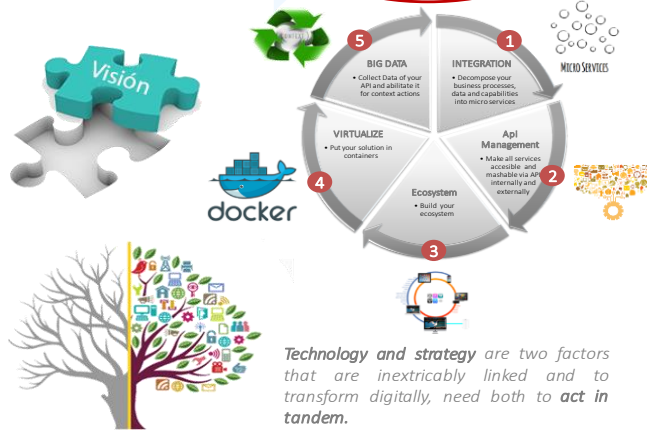 Visión
5
BIG DATA
• Collect Data of your
API and abilitate it
for context actions
1
INTEGRATION
• Decompose your
business processes,
data and capabilities
into micro services
MICRO SERVICES
VIRTUALIZE
• Put your solution in
containers
4
docker
Api
Management
• Make all services
accesible and
mashable via API
internally and
externally
2
Ecosystem
• Build your
ecosystem
3
Technology and strategy are two factors
that are inextricably linked and to
transform digitally, need both to act in
tandem.